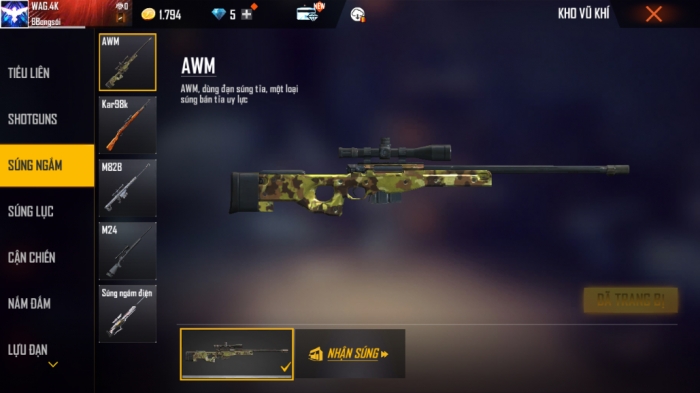 WAG.4K
0
GBongsói
1.794
5
NEW
KHO VŨ KHÍ
TIỂU LIÊN
SHOTGUNS
SÚNG NGẮM
SÚNG LỤC
CẬN CHIẾN
NẮM ĐẤM
LỰU ĐẠN
AWM
Kar98k
M82B
M24
Súng ngắm điện
AWM
AWM, dùng đạn súng tỉa, một loại
súng bắn tỉa uy lực
ĐÃ TRANG BỊ
NHẬN SÚNG